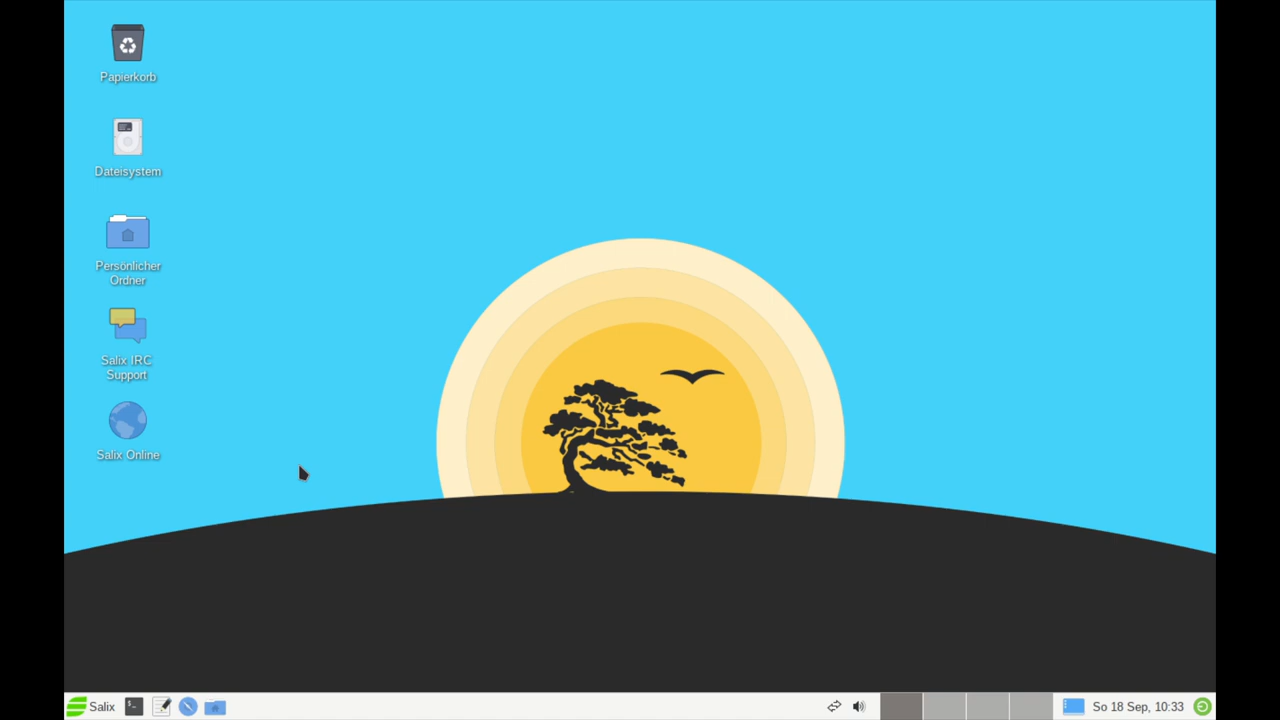 Papierkorb
Dateisystem
Persönlicher
Ordner
Salix IRC
Support
Salix Online
Salix
So 18 Sep, 10:33